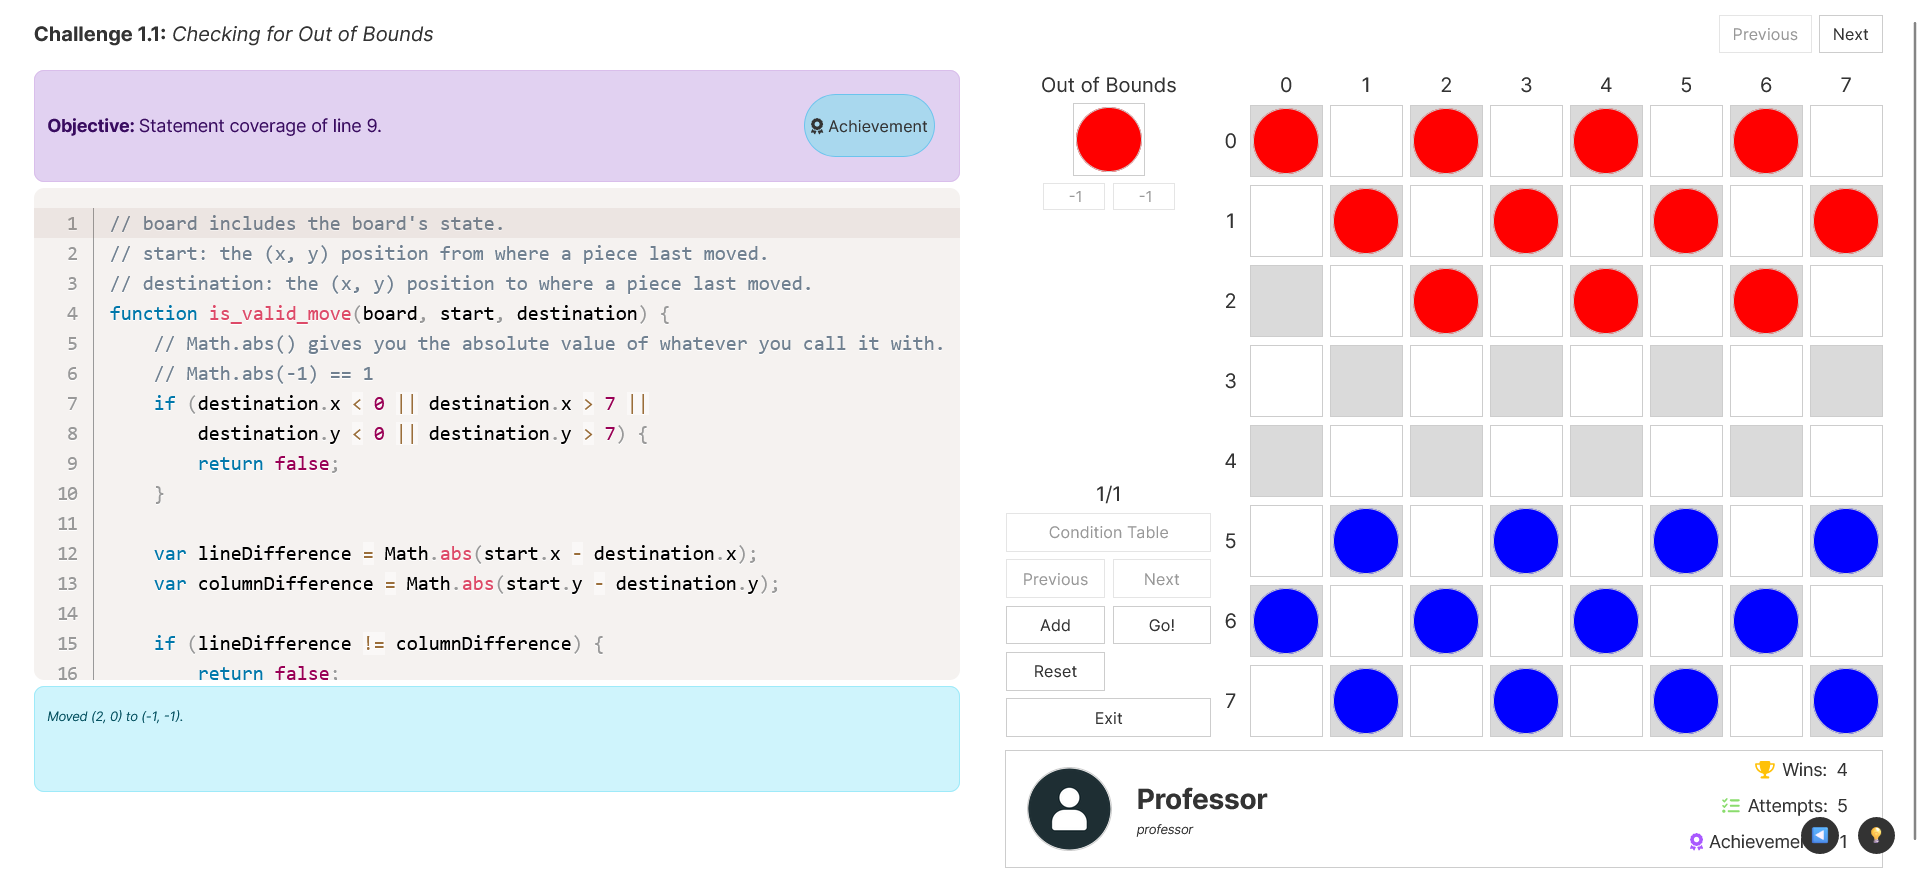 Challenge 1.1: Checking for Out of Bounds
Previous
Next
Objective: Statement coverage of line 9.
Achievement
1 // board includes the board's state.
2 // start: the (x, y) position from where a piece last moved.
3 // destination: the (x, y) position to where a piece last moved.
4 function is_valid_move(board, start, destination) {
5 // Math.abs() gives you the absolute value of whatever you call it with.
6 // Math.abs(-1) == 1
7 if (destination.x < 0 || destination.x > 7 ||
8 destination.y < 0 || destination.y > 7) {
9 return false;
10 }
11
12 var lineDifference = Math.abs(start.x - destination.x);
13 var columnDifference = Math.abs(start.y - destination.y);
14
15 if (lineDifference != columnDifference) {
16 return false;
Moved (2, 0) to (-1, -1).
Out of Bounds
-1 -1
1/1
Condition Table
Previous Next
Add Go!
Reset
Exit
0 1 2 3 4 5 6 7
0
1
2
3
4
5
6
7
Professor
professor
Wins: 4
Attempts: 5
Achieveme 1